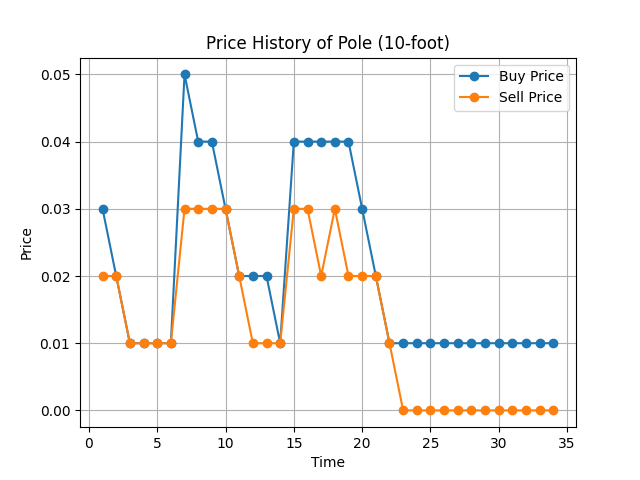 Price History of Pole (10-foot)
Buy Price
Sell Price
0.05
0.04
0.03
0.02
0.01
0.00
Price
0 5 10 15 20 25 30 35
Time